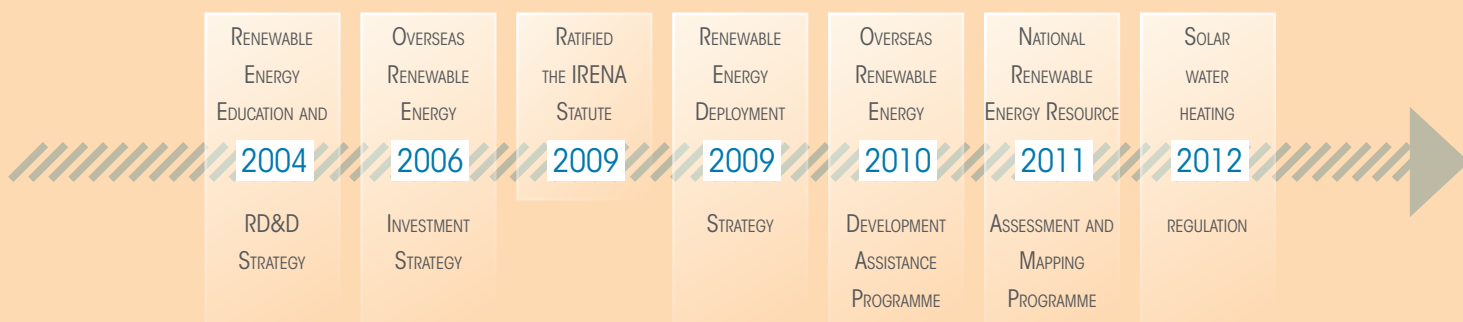 Renewable
Energy
Education and
2004
RD&D
Strategy
Overseas
Renewable
Energy
2006
Investment
Strategy
Ratified
the IRENA
Statute
2009
Renewable
Energy
Deployment
2009
Strategy
Overseas
Renewable
Energy
2010
Development
Assistance
Programme
National
Renewable
Energy Resource
2011
Assessment and
Mapping
Programme
Solar
water
heating
2012
regulation